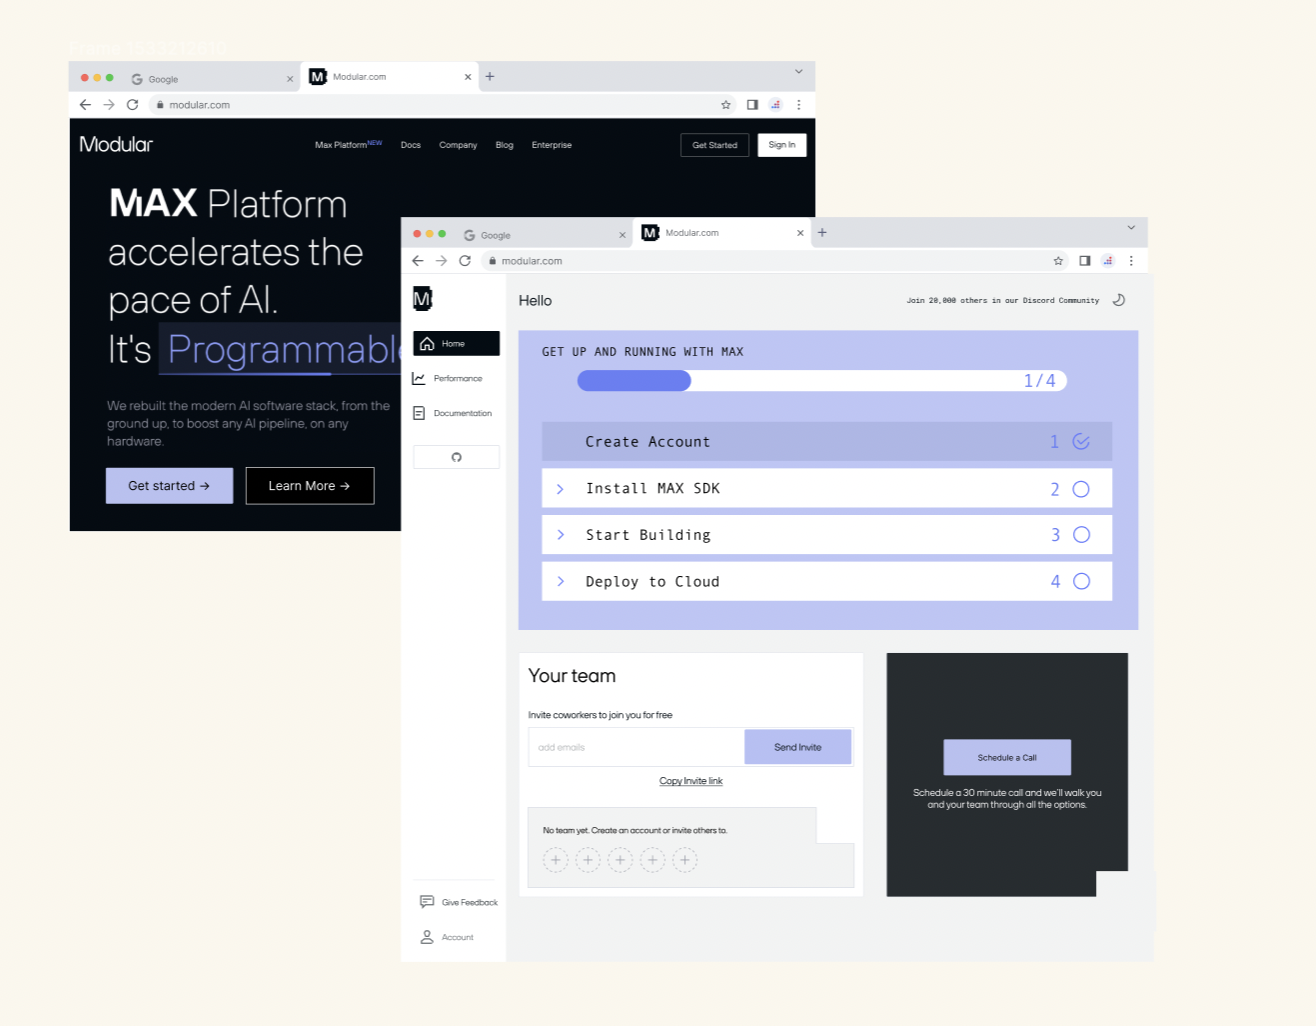 Frame 1533212615
Google
Modular.com
modular.com
Modular
Max Platform NEW
Docs
Company
Blog
Enterprise
Get Started
Sign In
MAX Platform
accelerates the
pace of AI.
It's Programmable
We rebuilt the modern AI software stack, from the
ground up, to boost any AI pipeline, on any
hardware.
Get started →
Learn More →
Google
Modular.com
modular.com
M
Hello
Join 20,000 others in our Discord Community
Home
Performance
Documentation
GET UP AND RUNNING WITH MAX
1/4
Create Account 1
Install MAX SDK 2
Start Building 3
Deploy to Cloud 4
Your team
Invite coworkers to join you for free
add emails
Send Invite
Copy Invite link
No team yet. Create an account or invite others to.
Schedule a Call
Schedule a 30 minute call and we'll walk you
and your team through all the options.
Give Feedback
Account